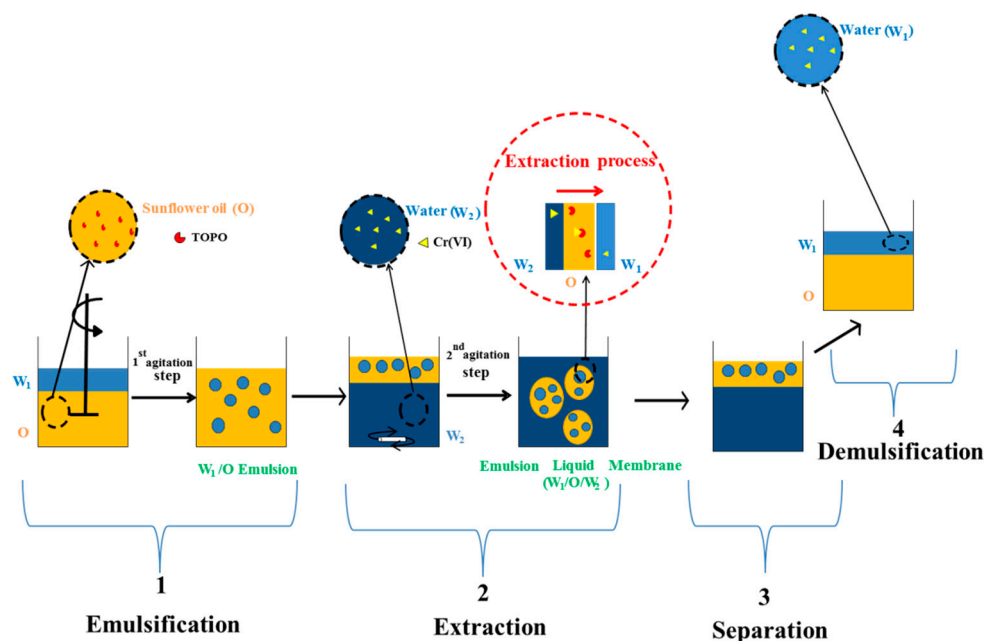 Water (W1)
Extraction process
Sunflower oil (O)
TOPO
Water (W2)
Cr(VI)
W2
W1
O
W1
O
W1
O
1st agitation
step
W2
2nd agitation
step
W1/O Emulsion
Emulsion Liquid Membrane
(W1/O/W2)
4
Demulsification
1
Emulsification
2
Extraction
3
Separation